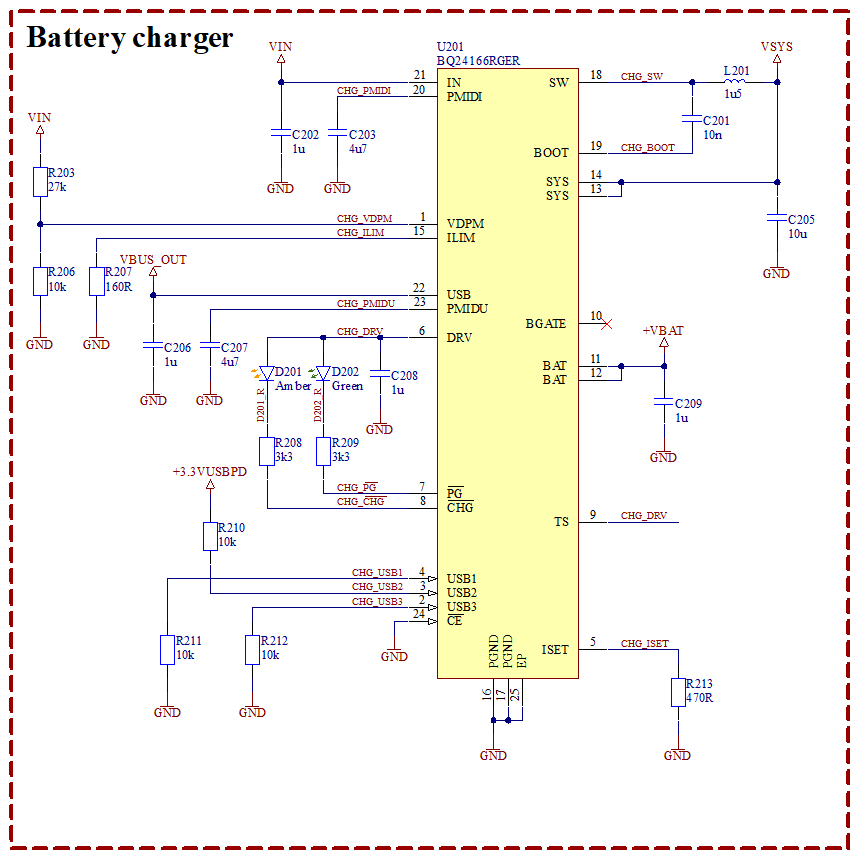 Battery charger
U201
BQ24166RGER
VIN
VSYS
21
IN
SW
18
CHG_SW
L201
1u5
CHG_PMIDI
20
PMIDI
C201
10n
VIN
C202
1u
C203
4u7
BOOT
19
CHG_BOOT
R203
27k
GND
GND
SYS
14
SYS
13
CHG_VDPM
1
VDPM
C205
10u
CHG_ILIM
15
ILIM
R206
10k
R207
160R
VBUS_OUT
GND
22
USB
CHG_PMIDU
23
PMIDU
BGATE
10
GND
GND
C206
1u
C207
4u7
CHG_DRV
6
DRV
+VBAT
BAT
11
BAT
12
D201
Amber
D202
Green
C208
1u
GND
GND
D201_R
D202_R
GND
C209
1u
R208
3k3
R209
3k3
GND
+3.3VUSBPD
CHG_PG
7
PG
CHG_CHG
8
CHG
R210
10k
TS
9
CHG_DRV
CHG_USB1
4
USB1
CHG_USB2
3
USB2
CHG_USB3
2
USB3
24
CE
R211
10k
R212
10k
GND
ISET
5
CHG_ISET
PGND
PGND
EP
16
17
25
R213
470R
GND
GND
GND
GND